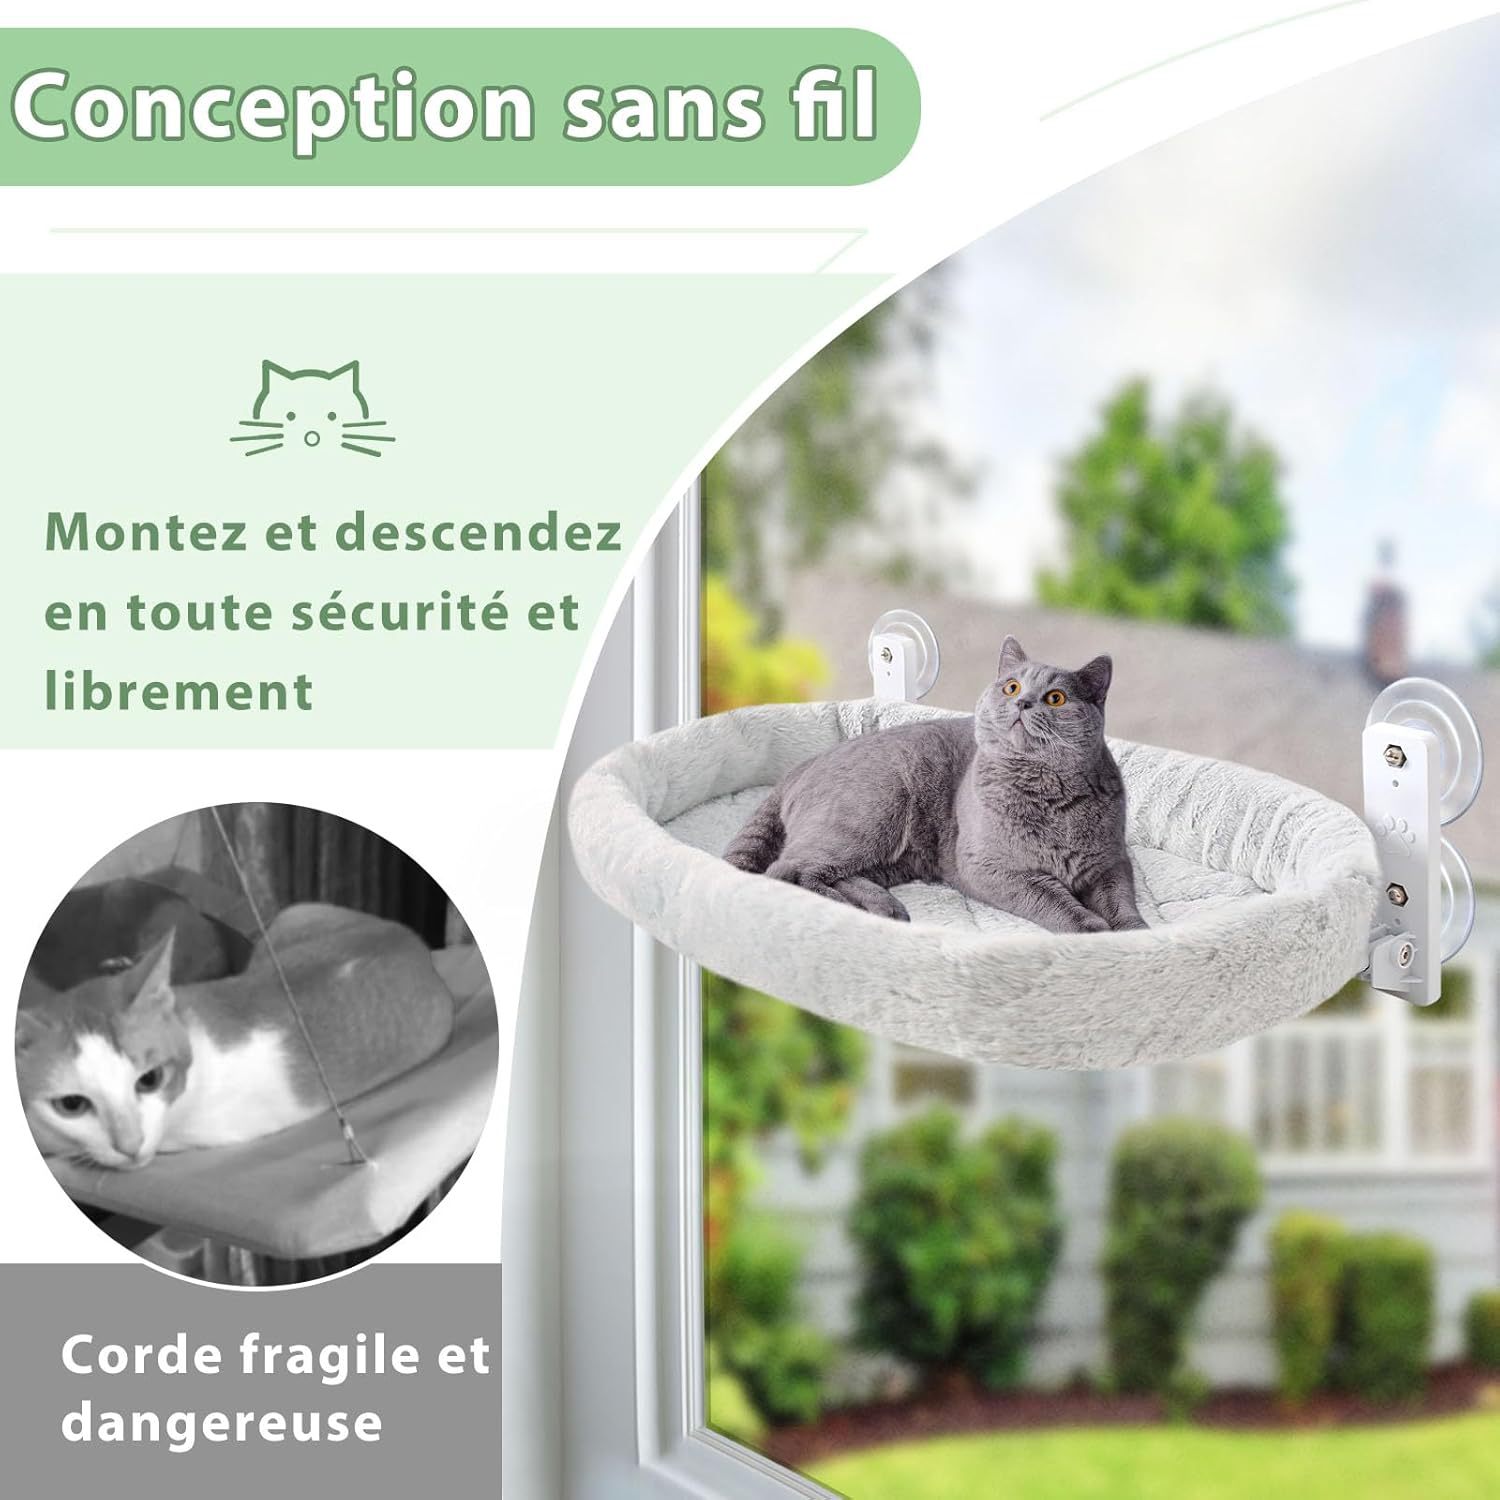 Conception sans fil
Montez et descendez
en toute sécurité et
librement
Corde fragile et
dangereuse